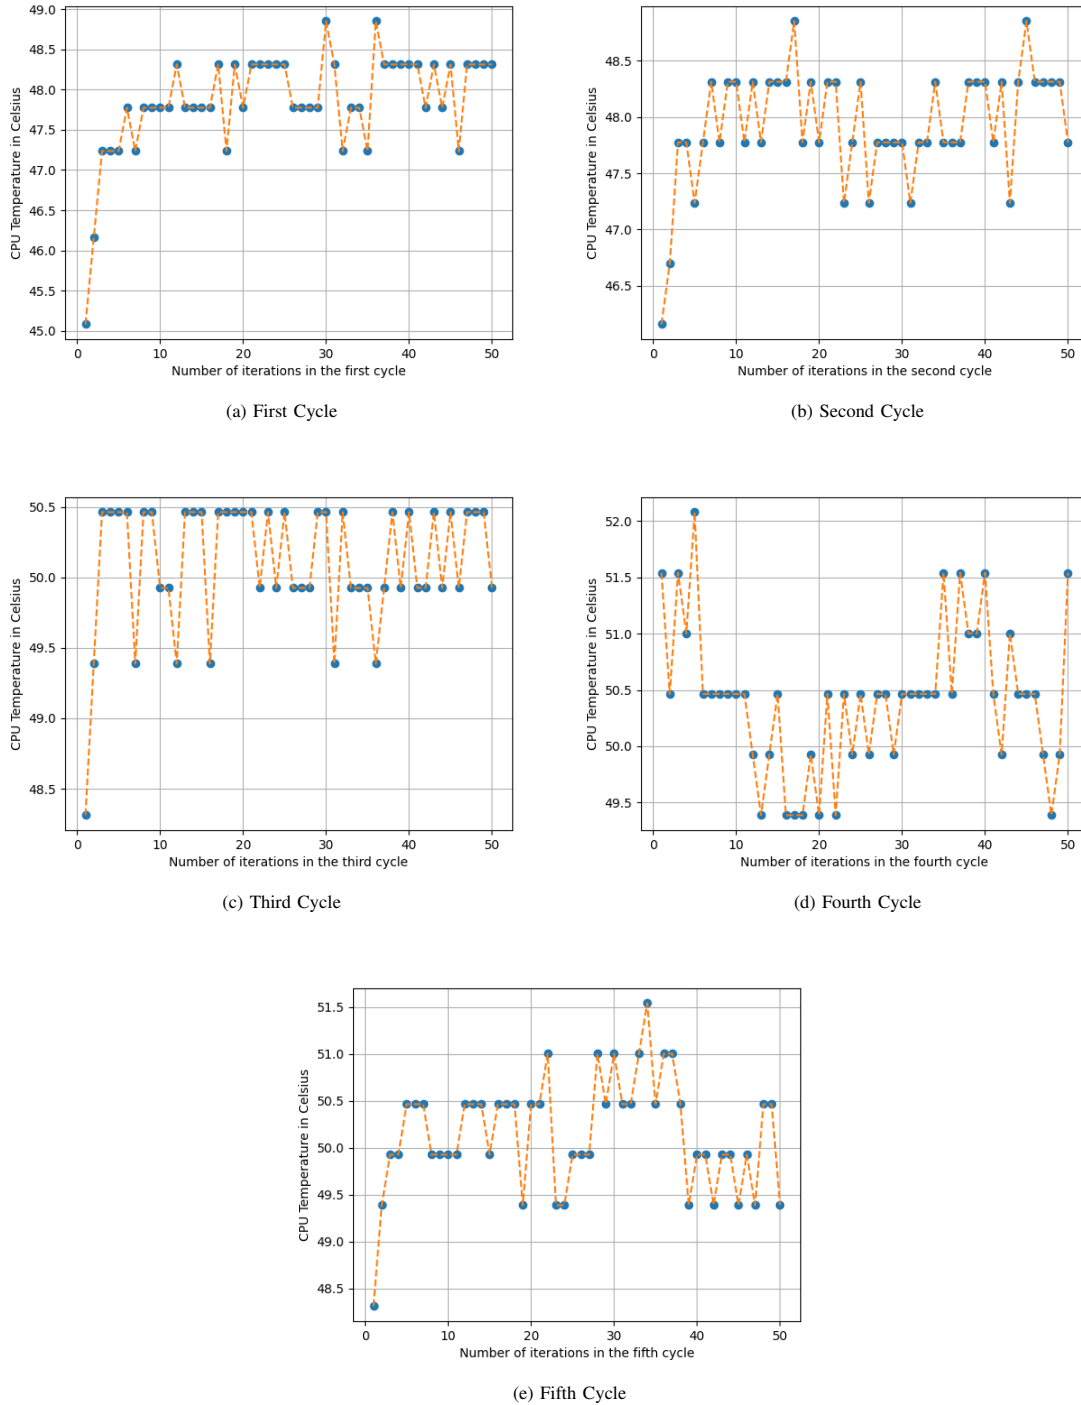 CPU Temperature in Celsius
49.0
48.5
48.0
47.5
47.0
46.5
46.0
45.5
45.0
0 10 20 30 40 50
Number of iterations in the first cycle
(a) First Cycle
CPU Temperature in Celsius
48.5
48.0
47.5
47.0
46.5
0 10 20 30 40 50
Number of iterations in the second cycle
(b) Second Cycle
CPU Temperature in Celsius
50.5
50.0
49.5
49.0
48.5
0 10 20 30 40 50
Number of iterations in the third cycle
(c) Third Cycle
CPU Temperature in Celsius
52.0
51.5
51.0
50.5
50.0
49.5
0 10 20 30 40 50
Number of iterations in the fourth cycle
(d) Fourth Cycle
CPU Temperature in Celsius
51.5
51.0
50.5
50.0
49.5
49.0
48.5
0 10 20 30 40 50
Number of iterations in the fifth cycle
(e) Fifth Cycle